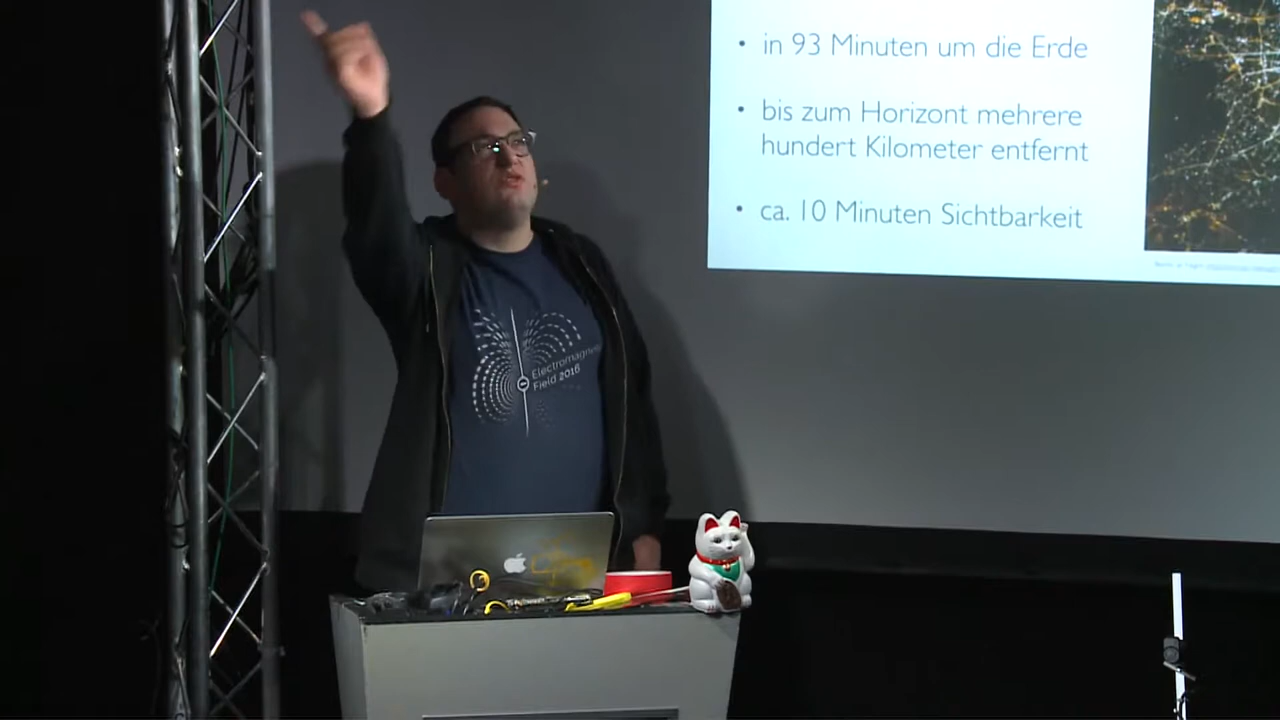 • in 93 Minuten um die Erde
• bis zum Horizont mehrere
hundert Kilometer entfernt
• ca. 10 Minuten Sichtbarkeit
Electromagnetic
Field 2016